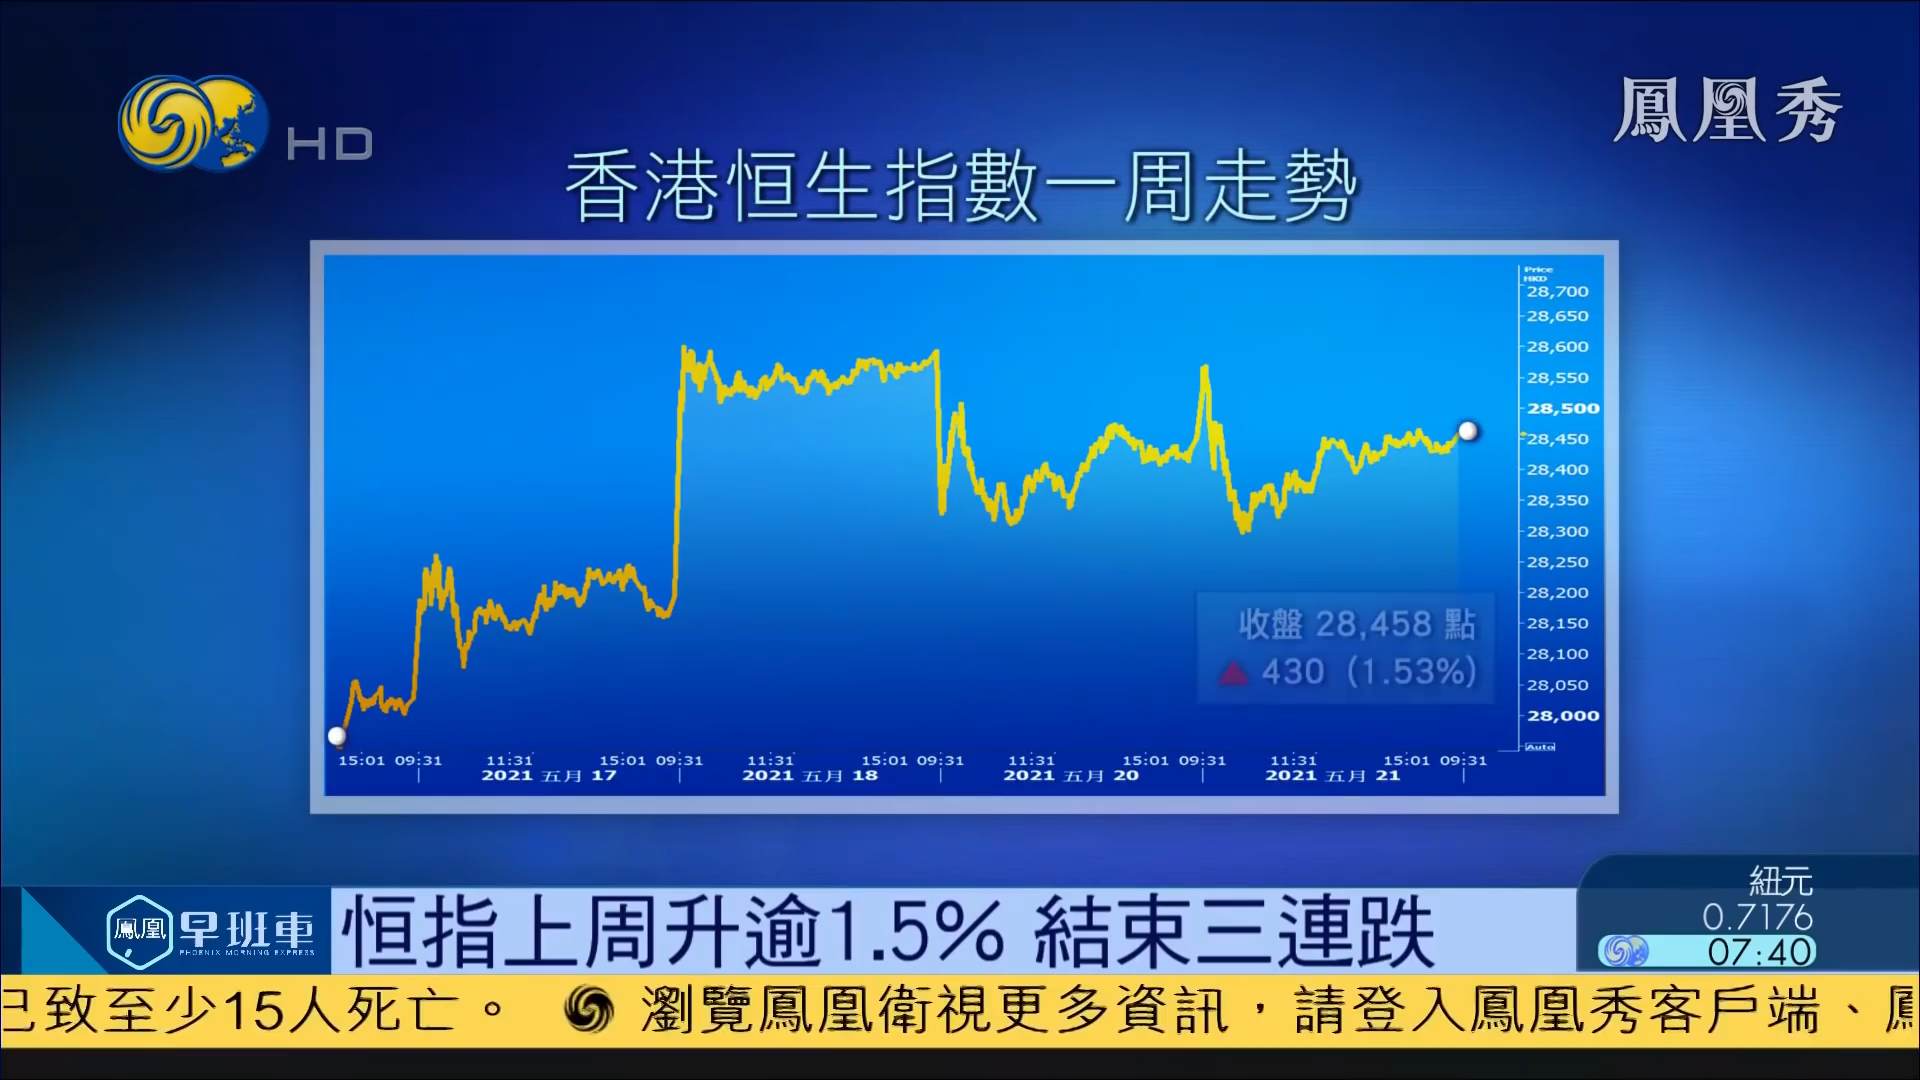 HD
鳳凰秀
香港恒生指數一周走勢
Price
HKD
28,700
28,650
28,600
28,550
28,500
28,450
28,400
28,350
28,300
28,250
28,200
28,150
28,100
28,050
28,000
Auto
收盤 28,458 點
▲ 430 (1.53%)
15:01 09:31 11:31 15:01 09:31 11:31 15:01 09:31 11:31 15:01 09:31 11:31 15:01 09:31
2021 五月 17 2021 五月 18 2021 五月 20 2021 五月 21
鳳凰 早班車
PHOENIX MORNING EXPRESS
恒指上周升逾1.5% 結束三連跌
紐元
0.7176
07:40
已致至少15人死亡。 瀏覽鳳凰衛視更多資訊，請登入鳳凰秀客戶端、鳳